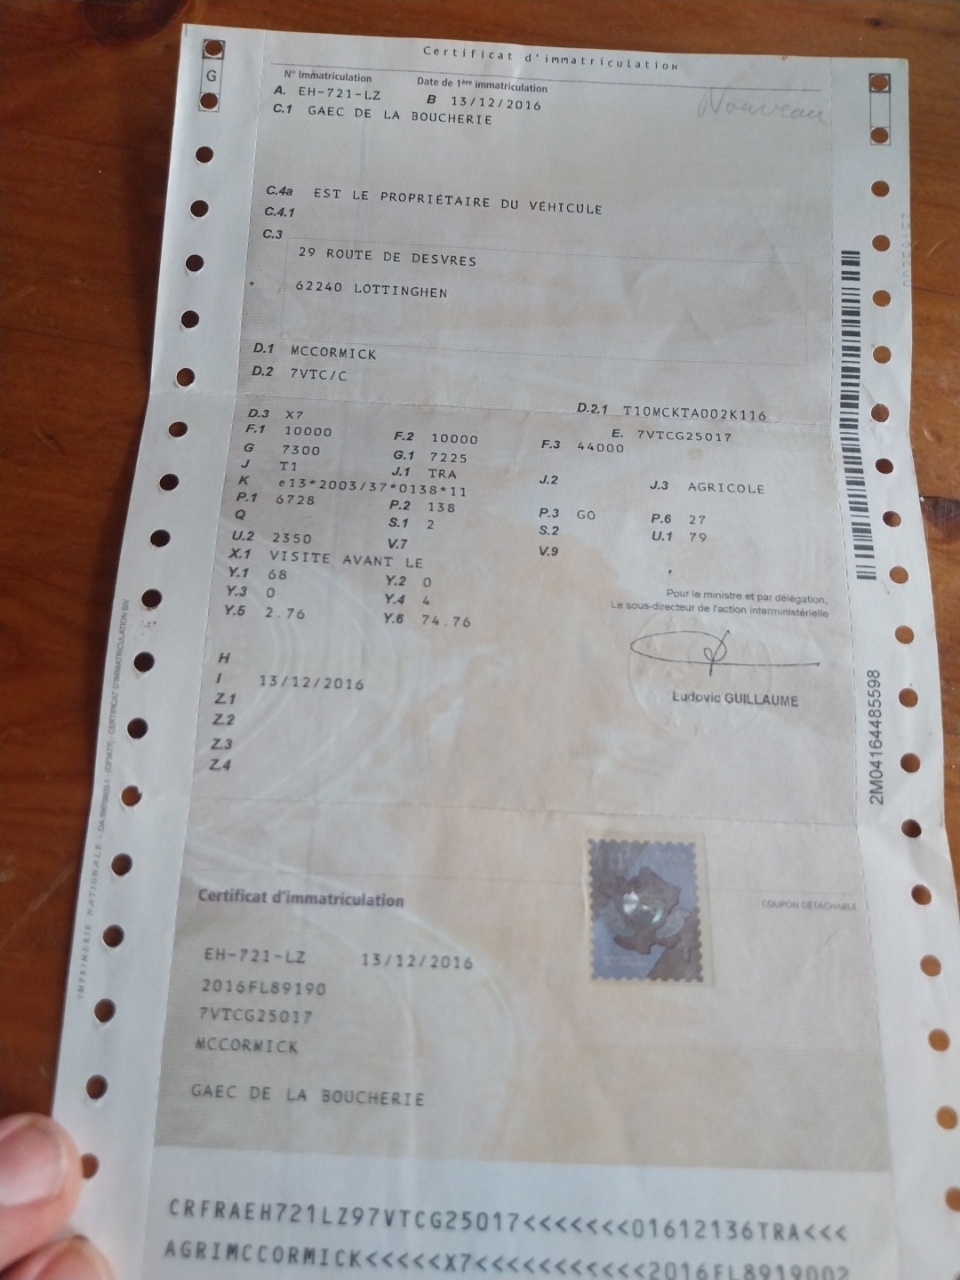 Certificat d'immatriculation
G
N° Immatriculation Date de 1ère immatriculation
A. EH-721-LZ B 13/12/2016
Nouveau
C.1 GAEC DE LA BOUCHERIE
C.4a EST LE PROPRIÉTAIRE DU VÉHICULE
C.4.1
C.3
29 ROUTE DE DESVRES
* 62240 LOTTINGHEN
D.1 MCCORMICK
D.2 7VTC/C
D.2.1 T10MCKTA002K116
D.3 X7
E. 7VTCG25017
F.1 10000 F.2 10000 F.3 44000
G 7300 G.1 7225
J T1 J.1 TRA J.2 J.3 AGRICOLE
K e13*2003/37*0138*11
P.1 6728 P.2 138 P.3 GO P.6 27
Q S.1 2 S.2 U.1 79
U.2 2350 V.7 V.9
X.1 VISITE AVANT LE
Y.1 68 Y.2 0
Y.3 0 Y.4 4
Y.5 2.76 Y.6 74.76
Pour le ministre et par délégation,
Le sous-directeur de l'action interministérielle
Ludovic GUILLAUME
H
I 13/12/2016
Z.1
Z.2
Z.3
Z.4
2M04164485598
Certificat d'immatriculation
COUPON DÉTACHABLE
EH-721-LZ 13/12/2016
2016FL89190
7VTCG25017
MCCORMICK
GAEC DE LA BOUCHERIE
CRFRAEH721LZ97VTCG25017<<<<<<<01612136TRA<<<
AGRIMCCORMICK<<<<<X7<<<<<<<<<<<<2016FL8919002